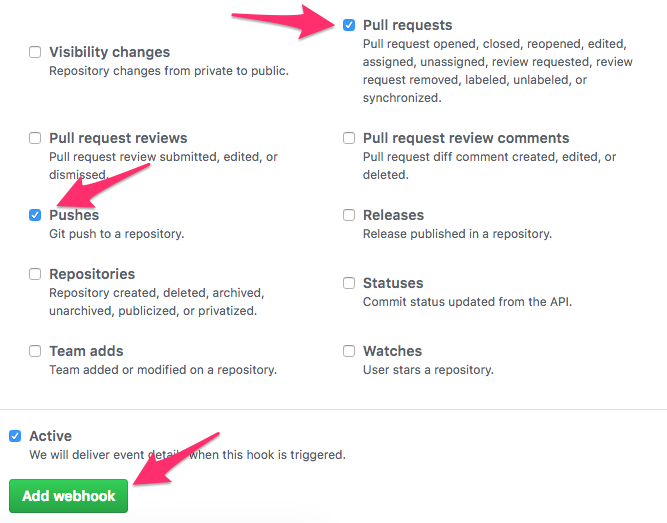 Pull requests
Pull request opened, closed, reopened, edited,
assigned, unassigned, review requested, review
request removed, labeled, unlabeled, or
synchronized.
Visibility changes
Repository changes from private to public.
Pull request reviews
Pull request review submitted, edited, or
dismissed.
Pull request review comments
Pull request diff comment created, edited, or
deleted.
Pushes
Git push to a repository.
Releases
Release published in a repository.
Repositories
Repository created, deleted, archived,
unarchived, publicized, or privatized.
Statuses
Commit status updated from the API.
Team adds
Team added or modified on a repository.
Watches
User stars a repository.
Active
We will deliver event details when this hook is triggered.
Add webhook